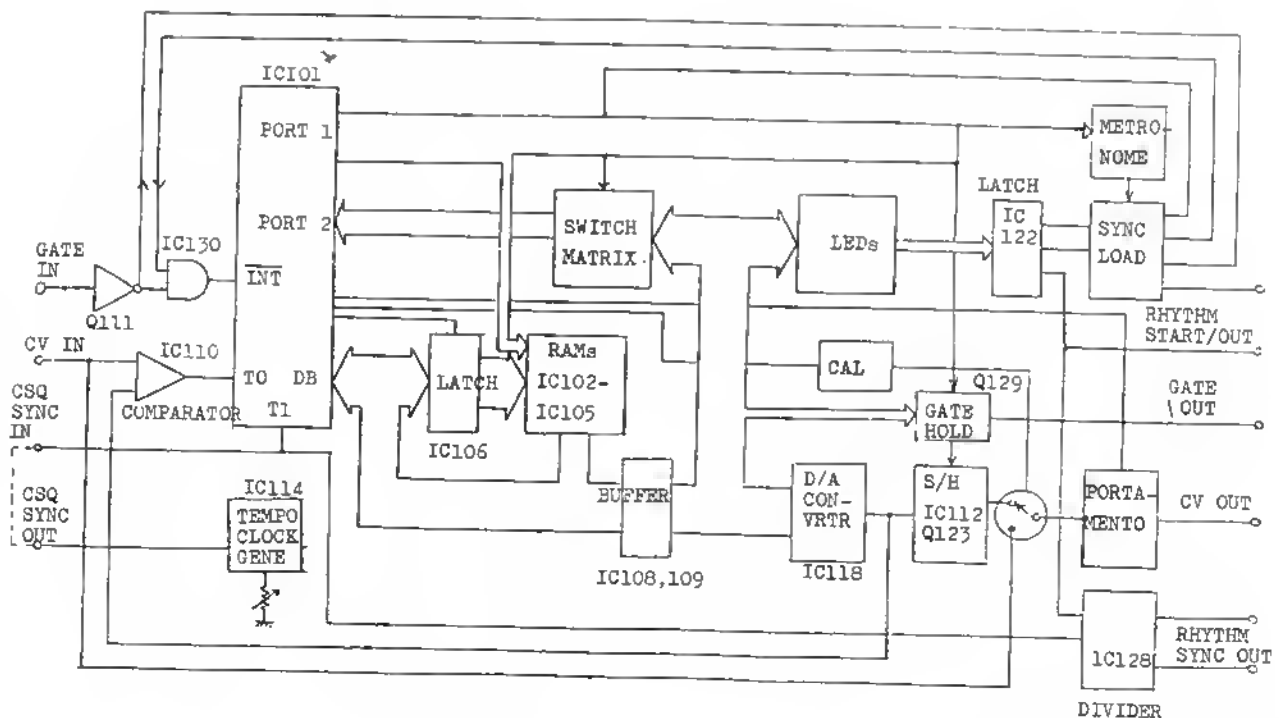 IC101
PORT 1
METRO-
NOME
LATCH
PORT 2
SWITCH
MATRIX
LEDs
IC
122
SYNC
LOAD
IC130
GATE
IN
INT
Q111
RHYTHM
START/OUT
CV IN
IC110
TO DB
LATCH
RAMs
IC102-
IC105
CAL
Q129
GATE
OUT
CSQ
SYNC
IN
COMPARATOR
T1
IC106
GATE
HOLD
CSQ
SYNC
OUT
IC114
TEMPO
CLOCK
GENE
BUFFER
D/A
CON-
VRTR
S/H
IC112
Q123
PORTA-
MENTO
CV OUT
IC108,109
IC118
IC128
RHYTHM
SYNC OUT
DIVIDER